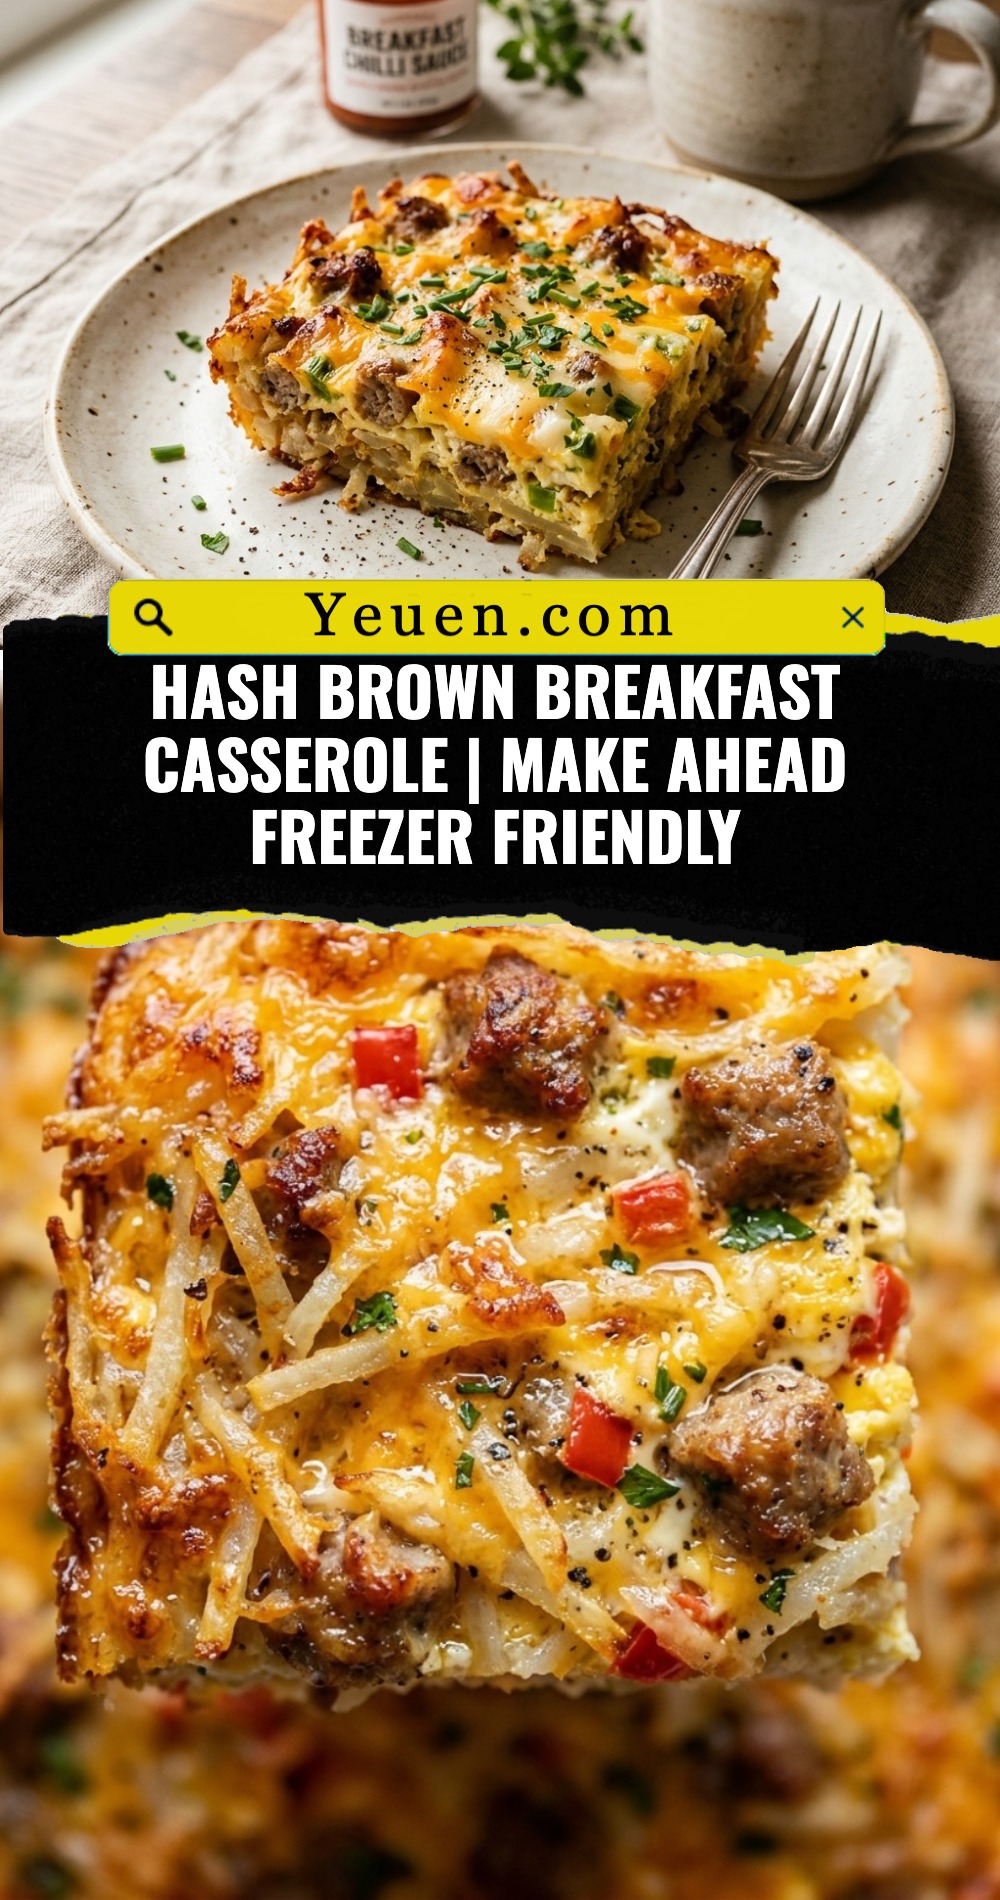 BREAKFAST
CHILLI SAUCE
Yeuen.com
HASH BROWN BREAKFAST
CASSEROLE | MAKE AHEAD
FREEZER FRIENDLY